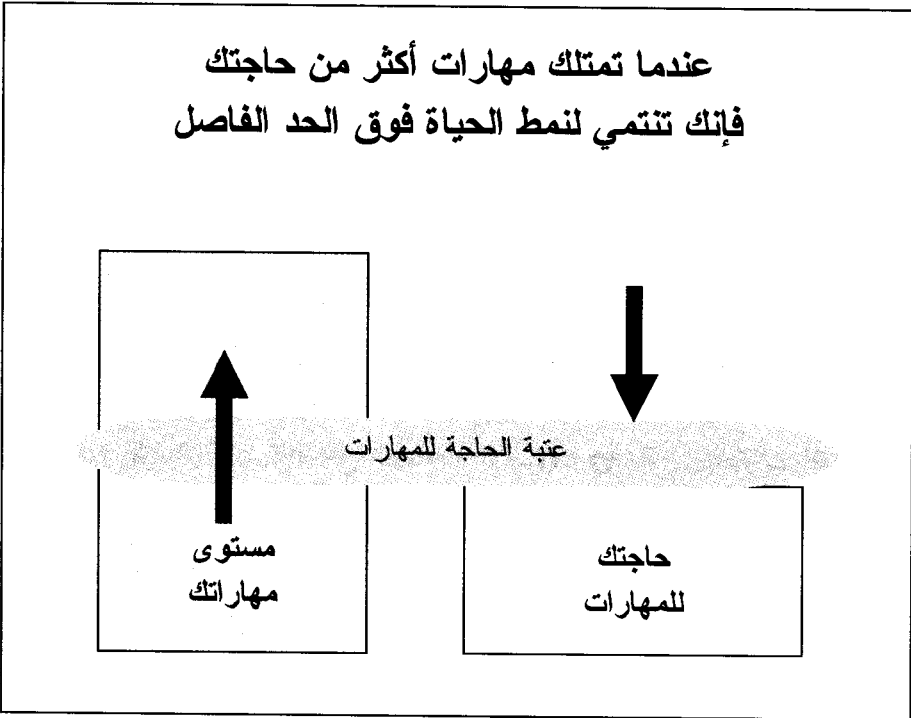 عندما تمتلك مهارات أكثر من حاجتك
فإنك تنتمي لنمط الحياة فوق الحد الفاصل
عتبة الحاجة للمهارات
مستوى
مهاراتك
حاجتك
للمهارات